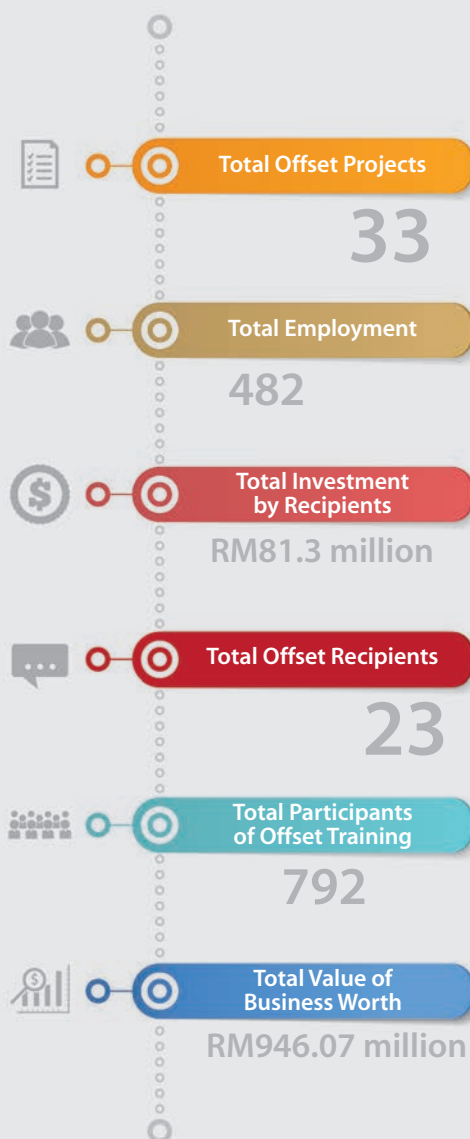 Total Offset Projects
33
Total Employment
482
Total Investment
by Recipients
RM81.3 million
Total Offset Recipients
23
Total Participants
of Offset Training
792
Total Value of
Business Worth
RM946.07 million